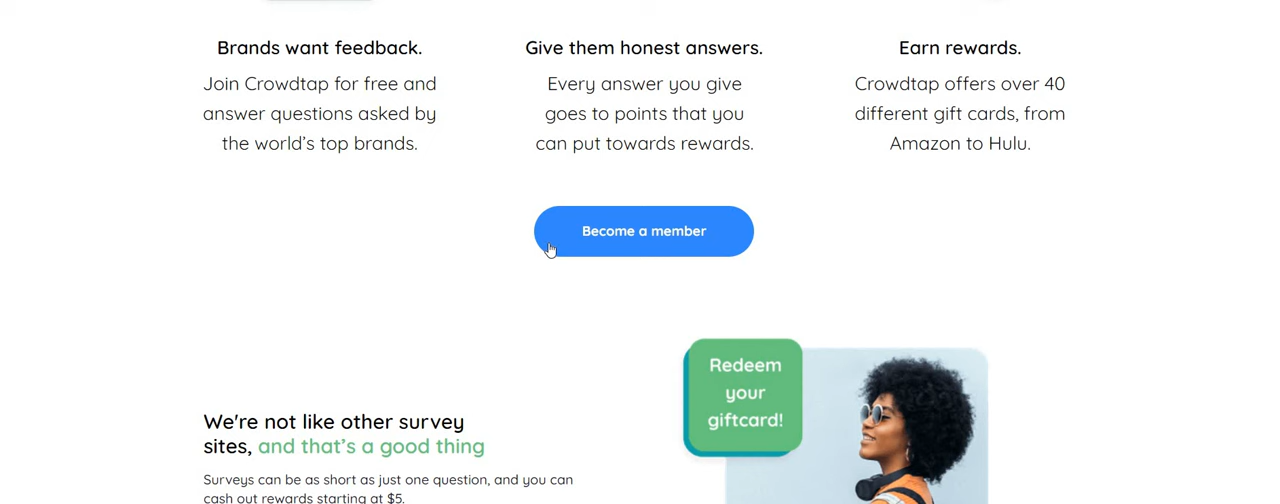 Brands want feedback.
Join Crowdtap for free and
answer questions asked by
the world's top brands.
Give them honest answers.
Every answer you give
goes to points that you
can put towards rewards.
Earn rewards.
Crowdtap offers over 40
different gift cards, from
Amazon to Hulu.
Become a member
We're not like other survey
sites, and that's a good thing
Surveys can be as short as just one question, and you can
cash out rewards starting at $5.
Redeem
your
giftcard!